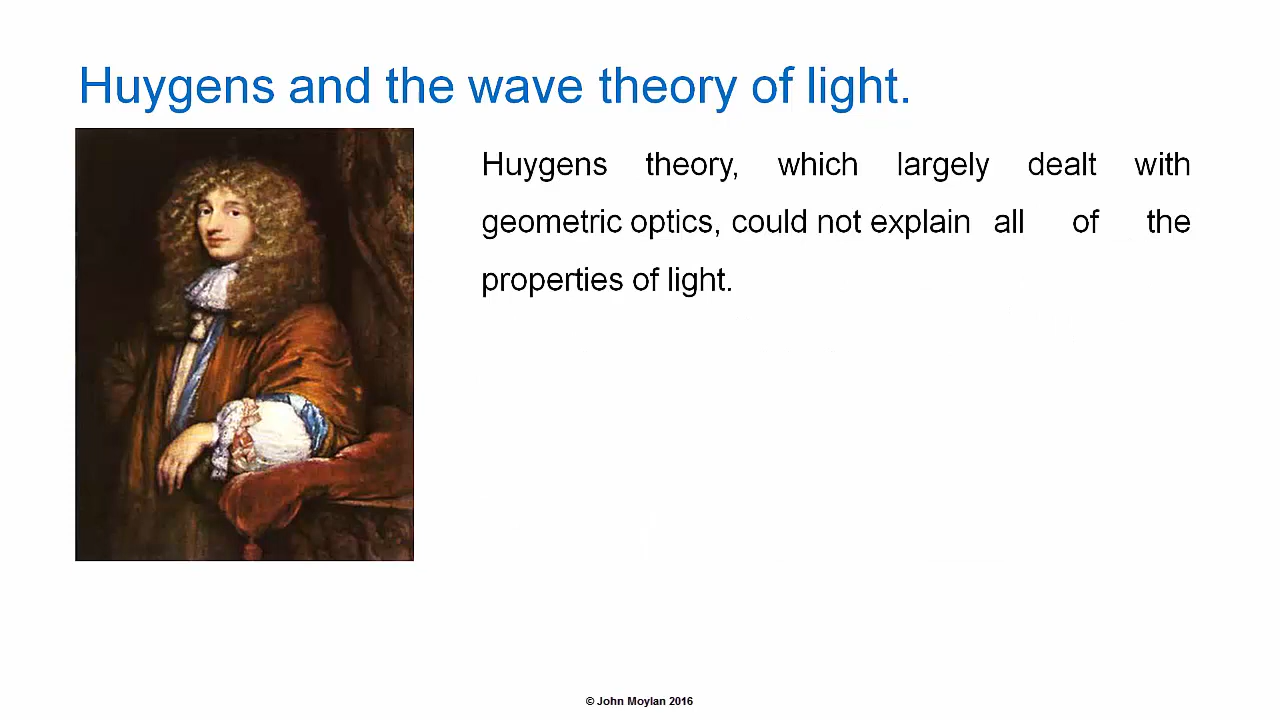 Huygens and the wave theory of light.
Huygens theory, which largely dealt with
geometric optics, could not explain all of the
properties of light.
© John Moylan 2016